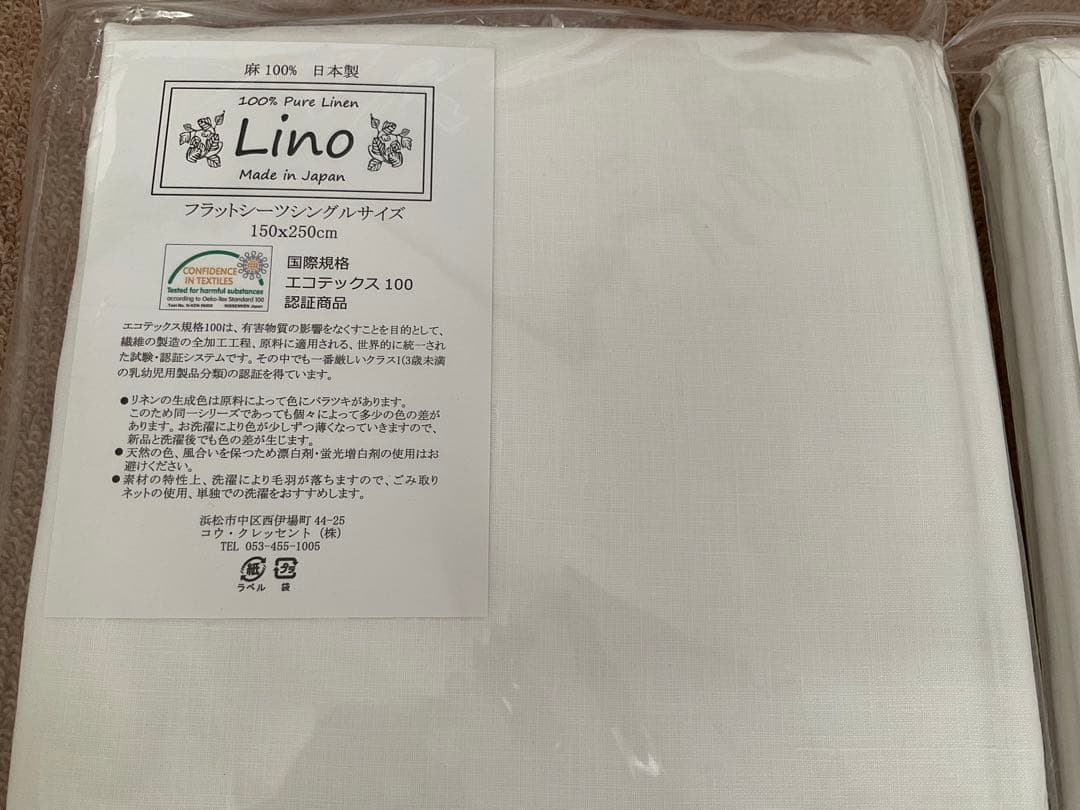 麻100% 日本製
100% Pure Linen
Lino
Made in Japan
フラットシーツシングルサイズ
150x250cm
CONFIDENCE
IN TEXTILES
Tested for harmful substances
according to Oeko-Tex Standard 100
国際規格
エコテックス100
認証商品
エコテックス規格100は、有害物質の影響をなくすことを目的として、
繊維の製造の全加工工程、原料に適用される、世界的に統一され
た試験・認証システムです。その中でも一番厳しいクラス1(3歳未満
の乳幼児用製品分類)の認証を得ています。
●リネンの生成色は原料によって色にバラツキがあります。
このため同一シリーズであっても個々によって多少の色の差が
あります。お洗濯により色が少しずつ薄くなっていきますので、
新品と洗濯後でも色の差が生じます。
●天然の色、風合いを保つため漂白剤・蛍光増白剤の使用はお
避けください。
●素材の特性上、洗濯により毛羽が落ちますので、ごみ取り
ネットの使用、単独での洗濯をおすすめします。
浜松市中区西伊場町44-25
コウ・クレッセント（株）
TEL 053-455-1005
紙 プラ
ラベル 袋